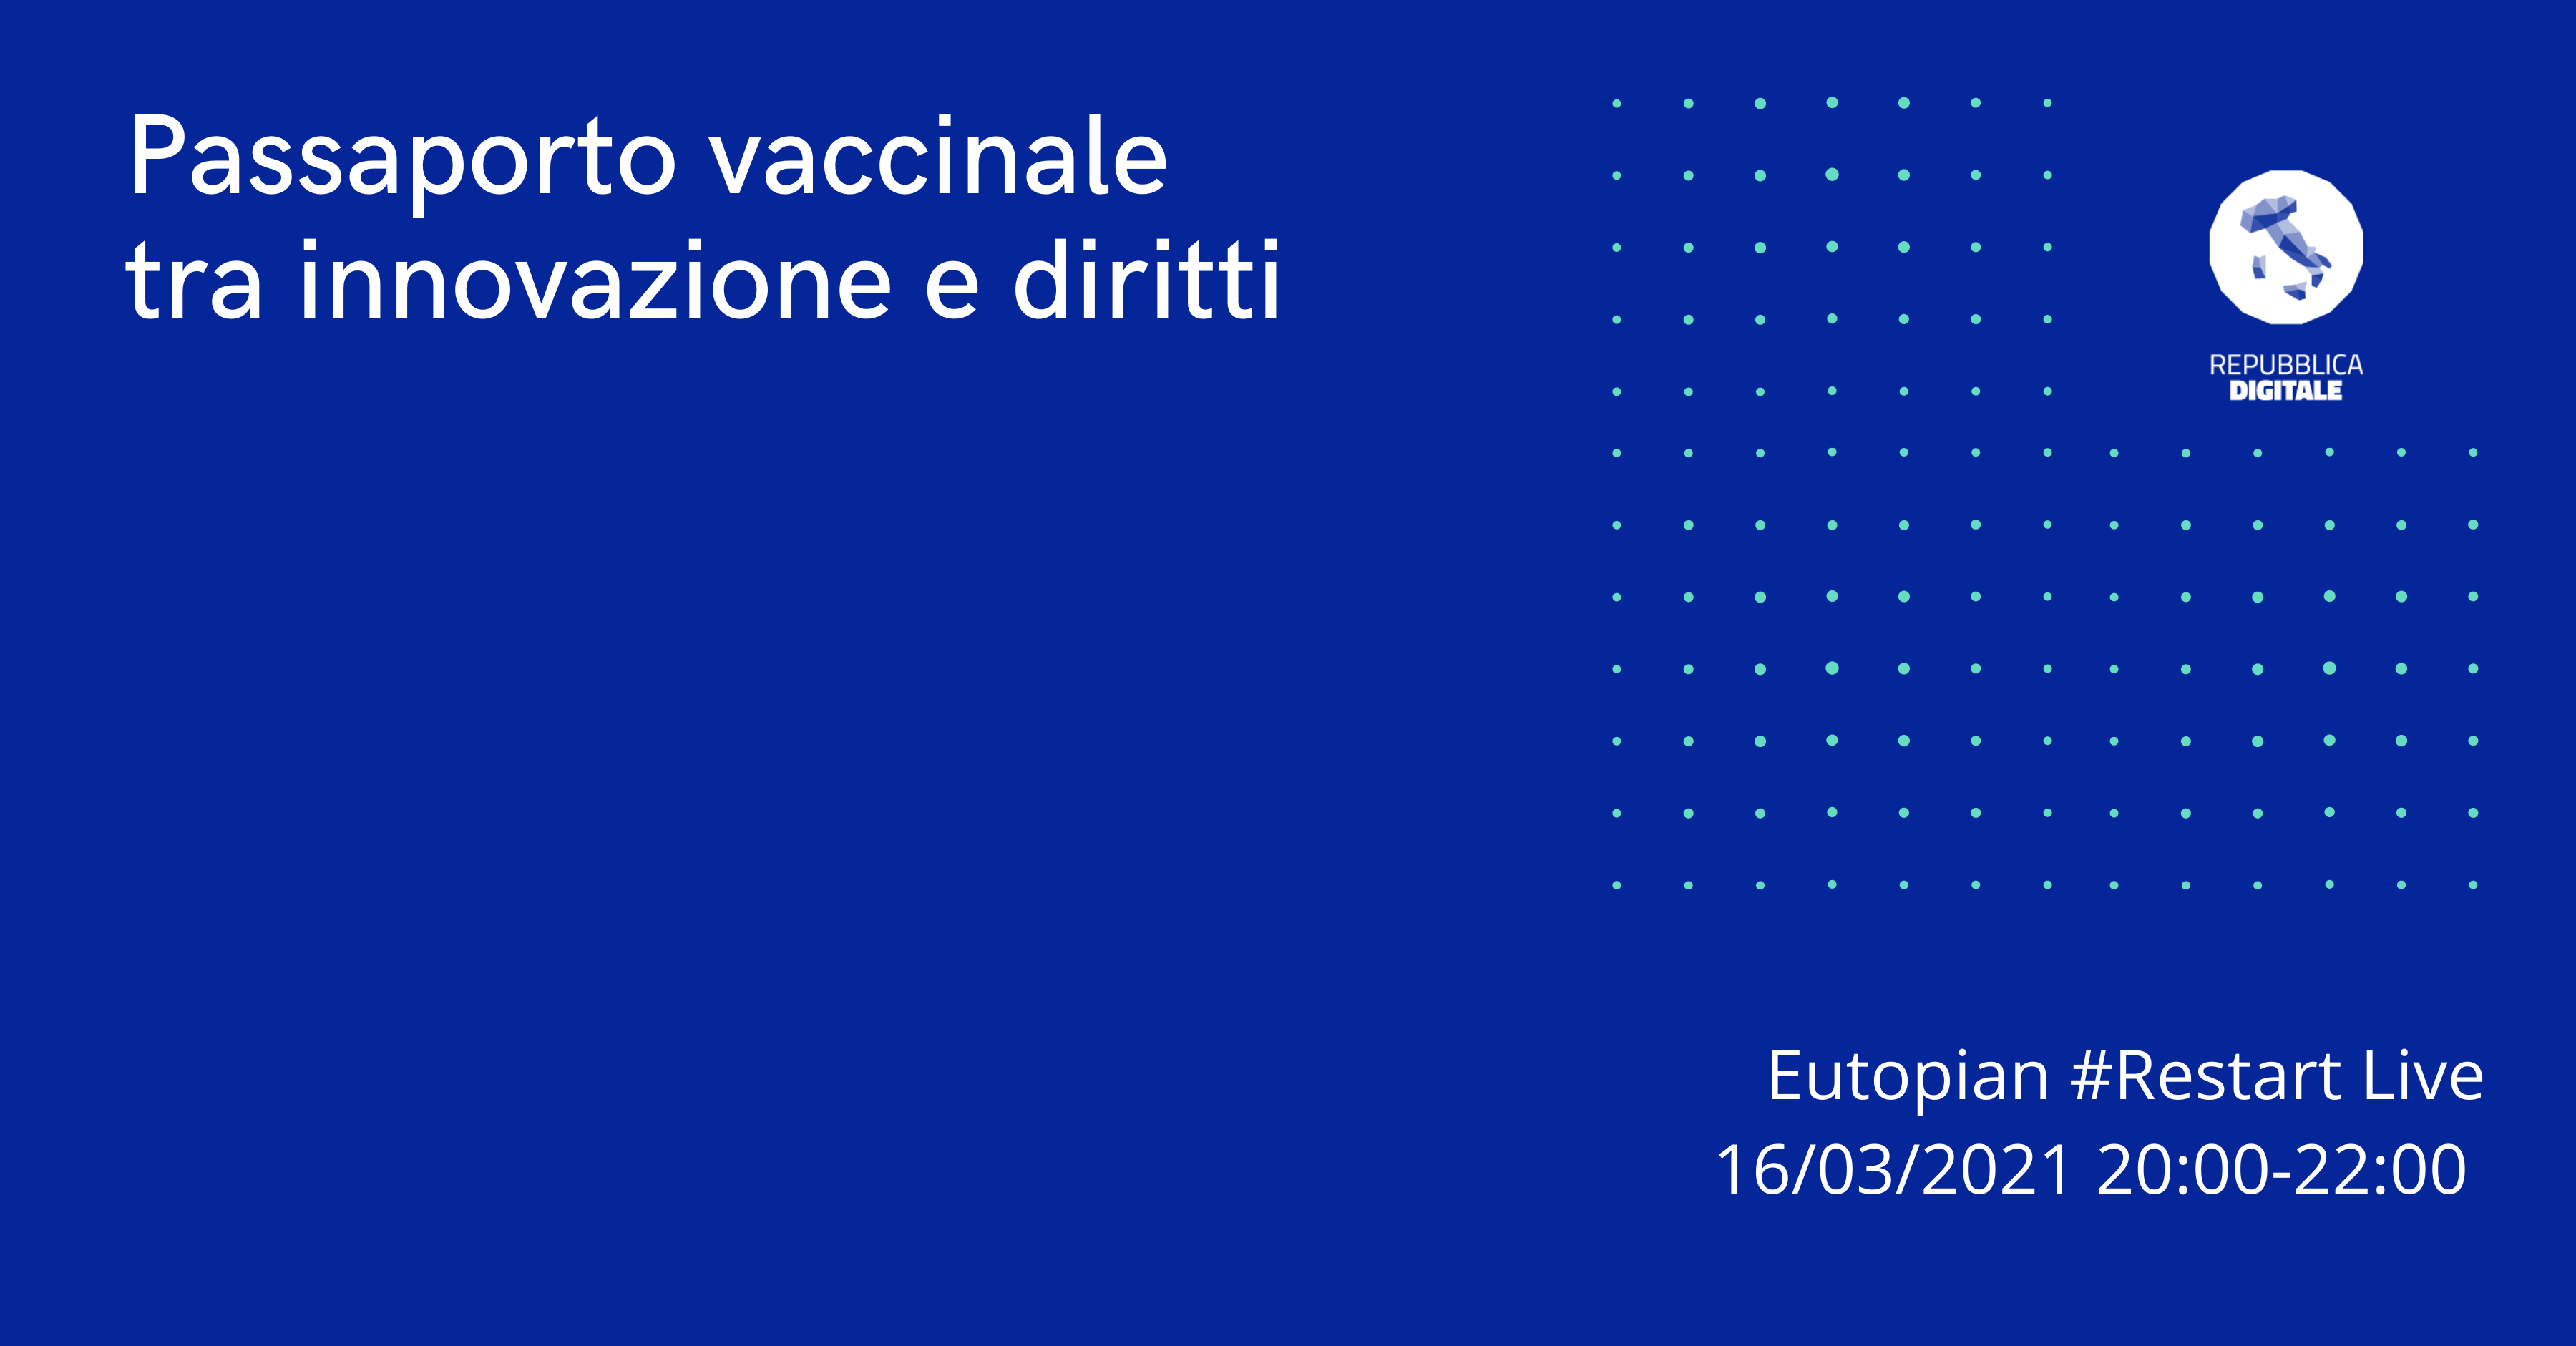 Passaporto vaccinale
tra innovazione e diritti
REPUBBLICA
DIGITALE
Eutopian #Restart Live
16/03/2021 20:00-22:00